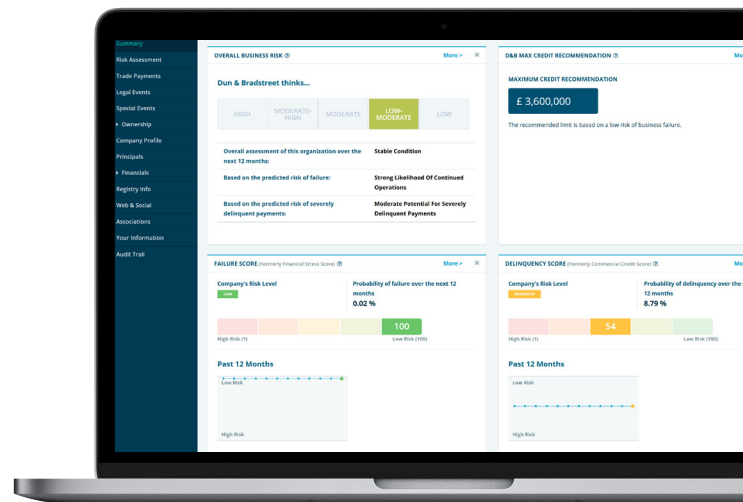 Summary
Risk Assessment
Trade Payments
Legal Events
Special Events
Ownership
Company Profile
Principals
Financials
Registry Info
Web & Social
Associations
Your Information
Audit Trail
OVERALL BUSINESS RISK
More >
Dun & Bradstreet thinks...
HIGH
MODERATE-
HIGH
MODERATE
LOW-
MODERATE
LOW
Overall assessment of this organization over the
next 12 months:
Stable Condition
Based on the predicted risk of failure:
Strong Likelihood Of Continued
Operations
Based on the predicted risk of severely
delinquent payments:
Moderate Potential For Severely
Delinquent Payments
D&B MAX CREDIT RECOMMENDATION
Mo
MAXIMUM CREDIT RECOMMENDATION
£ 3,600,000
The recommended limit is based on a low risk of business failure.
FAILURE SCORE (Formerly Financial Stress Score)
More >
Company's Risk Level
LOW
Probability of failure over the next 12
months
0.02 %
100
High Risk (1)
Low Risk (100)
Past 12 Months
Low Risk
High Risk
DELINQUENCY SCORE (Formerly Commercial Credit Score)
Mo
Company's Risk Level
MODERATE
Probability of delinquency over the
12 months
8.79 %
54
High Risk (1)
Low Risk (100)
Past 12 Months
Low Risk
High Risk